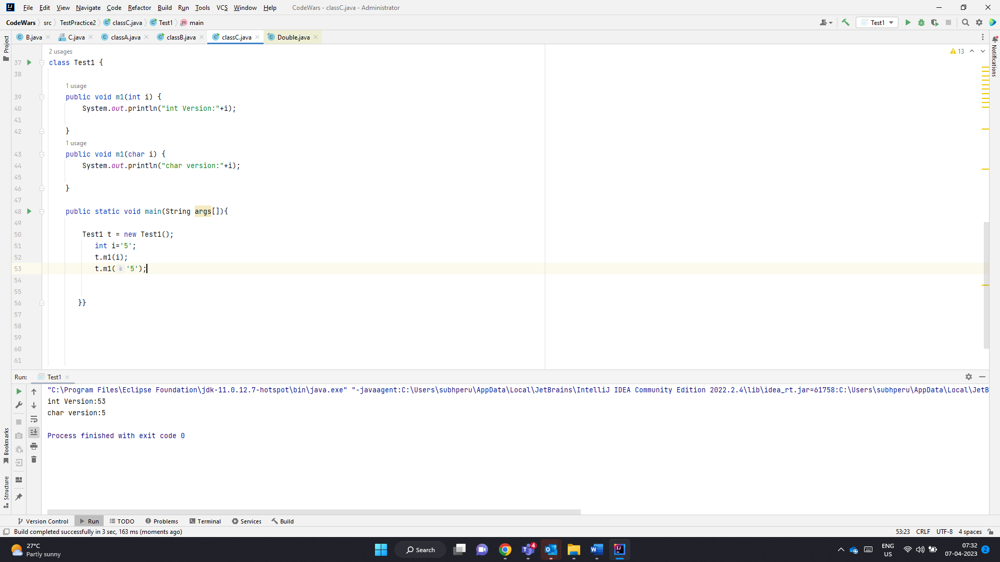 File Edit View Navigate Code Refactor Build Run Tools VCS Window Help CodeWars - classC.java - Administrator
CodeWars src TestPractice2 classC.java Test1 main Test1
B.java C.java classA.java classB.java classC.java Double.java
Project
Notifications
13
2 usages
37 class Test1 {
38
1 usage
39 public void m1(int i) {
40 System.out.println("int Version:"+i);
41
42 }
1 usage
43 public void m1(char i) {
44 System.out.println("char version:"+i);
45
46 }
47
48 public static void main(String args[]){
49
50 Test1 t = new Test1();
51 int i='5';
52 t.m1(i);
53 t.m1( i: '5');
54
55
56 }}
57
58
59
60
61
Run: Test1
"C:\Program Files\Eclipse Foundation\jdk-11.0.12.7-hotspot\bin\java.exe" "-javaagent:C:\Users\subhperu\AppData\Local\JetBrains\IntelliJ IDEA Community Edition 2022.2.4\lib\idea_rt.jar=61758:C:\Users\subhperu\AppData\Local\JetB
int Version:53
char version:5
Process finished with exit code 0
Bookmarks
Structure
Version Control Run TODO Problems Terminal Services Build
Build completed successfully in 3 sec, 163 ms (moments ago) 53:23 CRLF UTF-8 4 spaces
27°C
Partly sunny
Search
4
ENG
US
07:32
07-04-2023
2